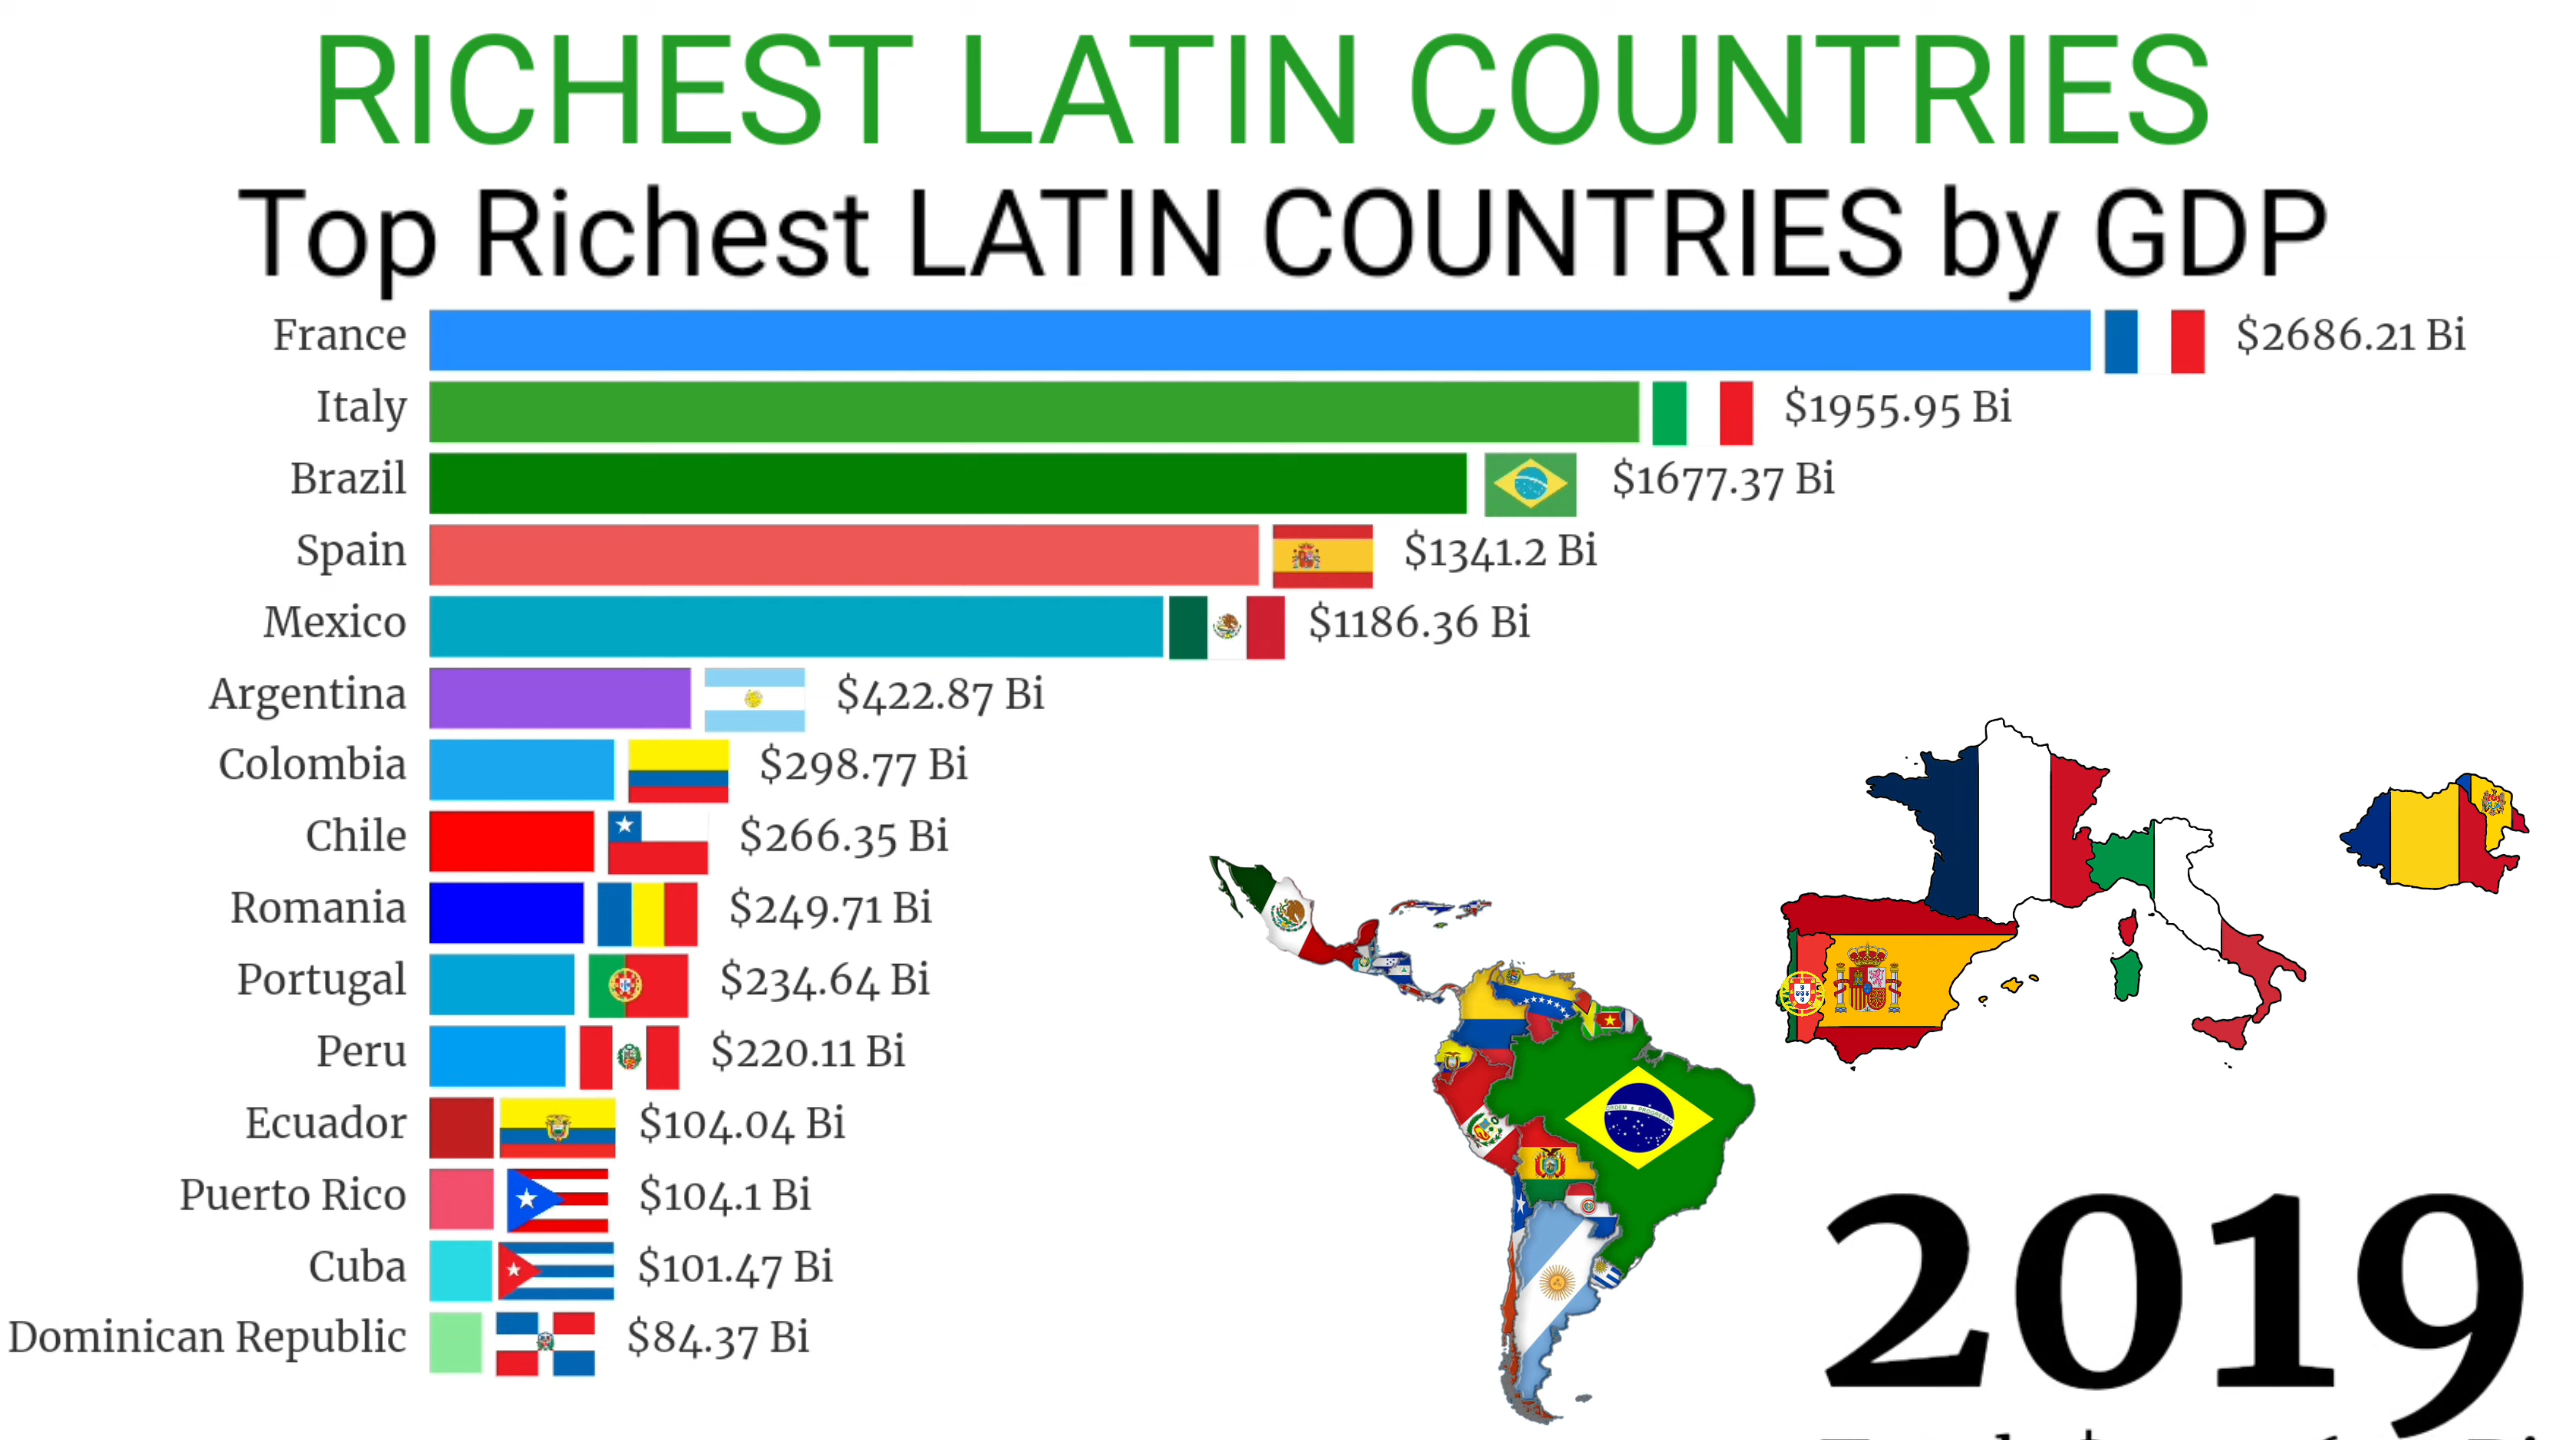 RICHEST LATIN COUNTRIES
Top Richest LATIN COUNTRIES by GDP
France $2686.21 Bi
Italy $1955.95 Bi
Brazil $1677.37 Bi
Spain $1341.2 Bi
Mexico $1186.36 Bi
Argentina $422.87 Bi
Colombia $298.77 Bi
Chile $266.35 Bi
Romania $249.71 Bi
Portugal $234.64 Bi
Peru $220.11 Bi
Ecuador $104.04 Bi
Puerto Rico $104.1 Bi
Cuba $101.47 Bi
Dominican Republic $84.37 Bi
2019